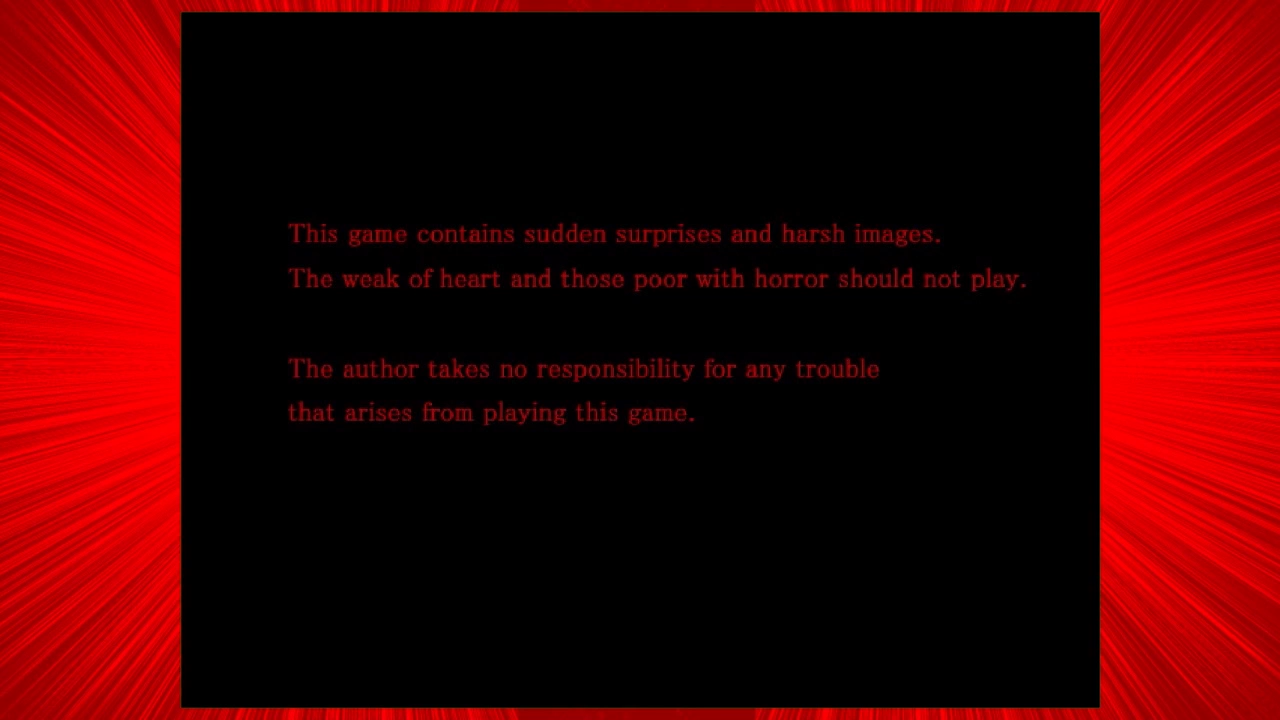 This game contains sudden surprises and harsh images.
The weak of heart and those poor with horror should not play.
The author takes no responsibility for any trouble
that arises from playing this game.